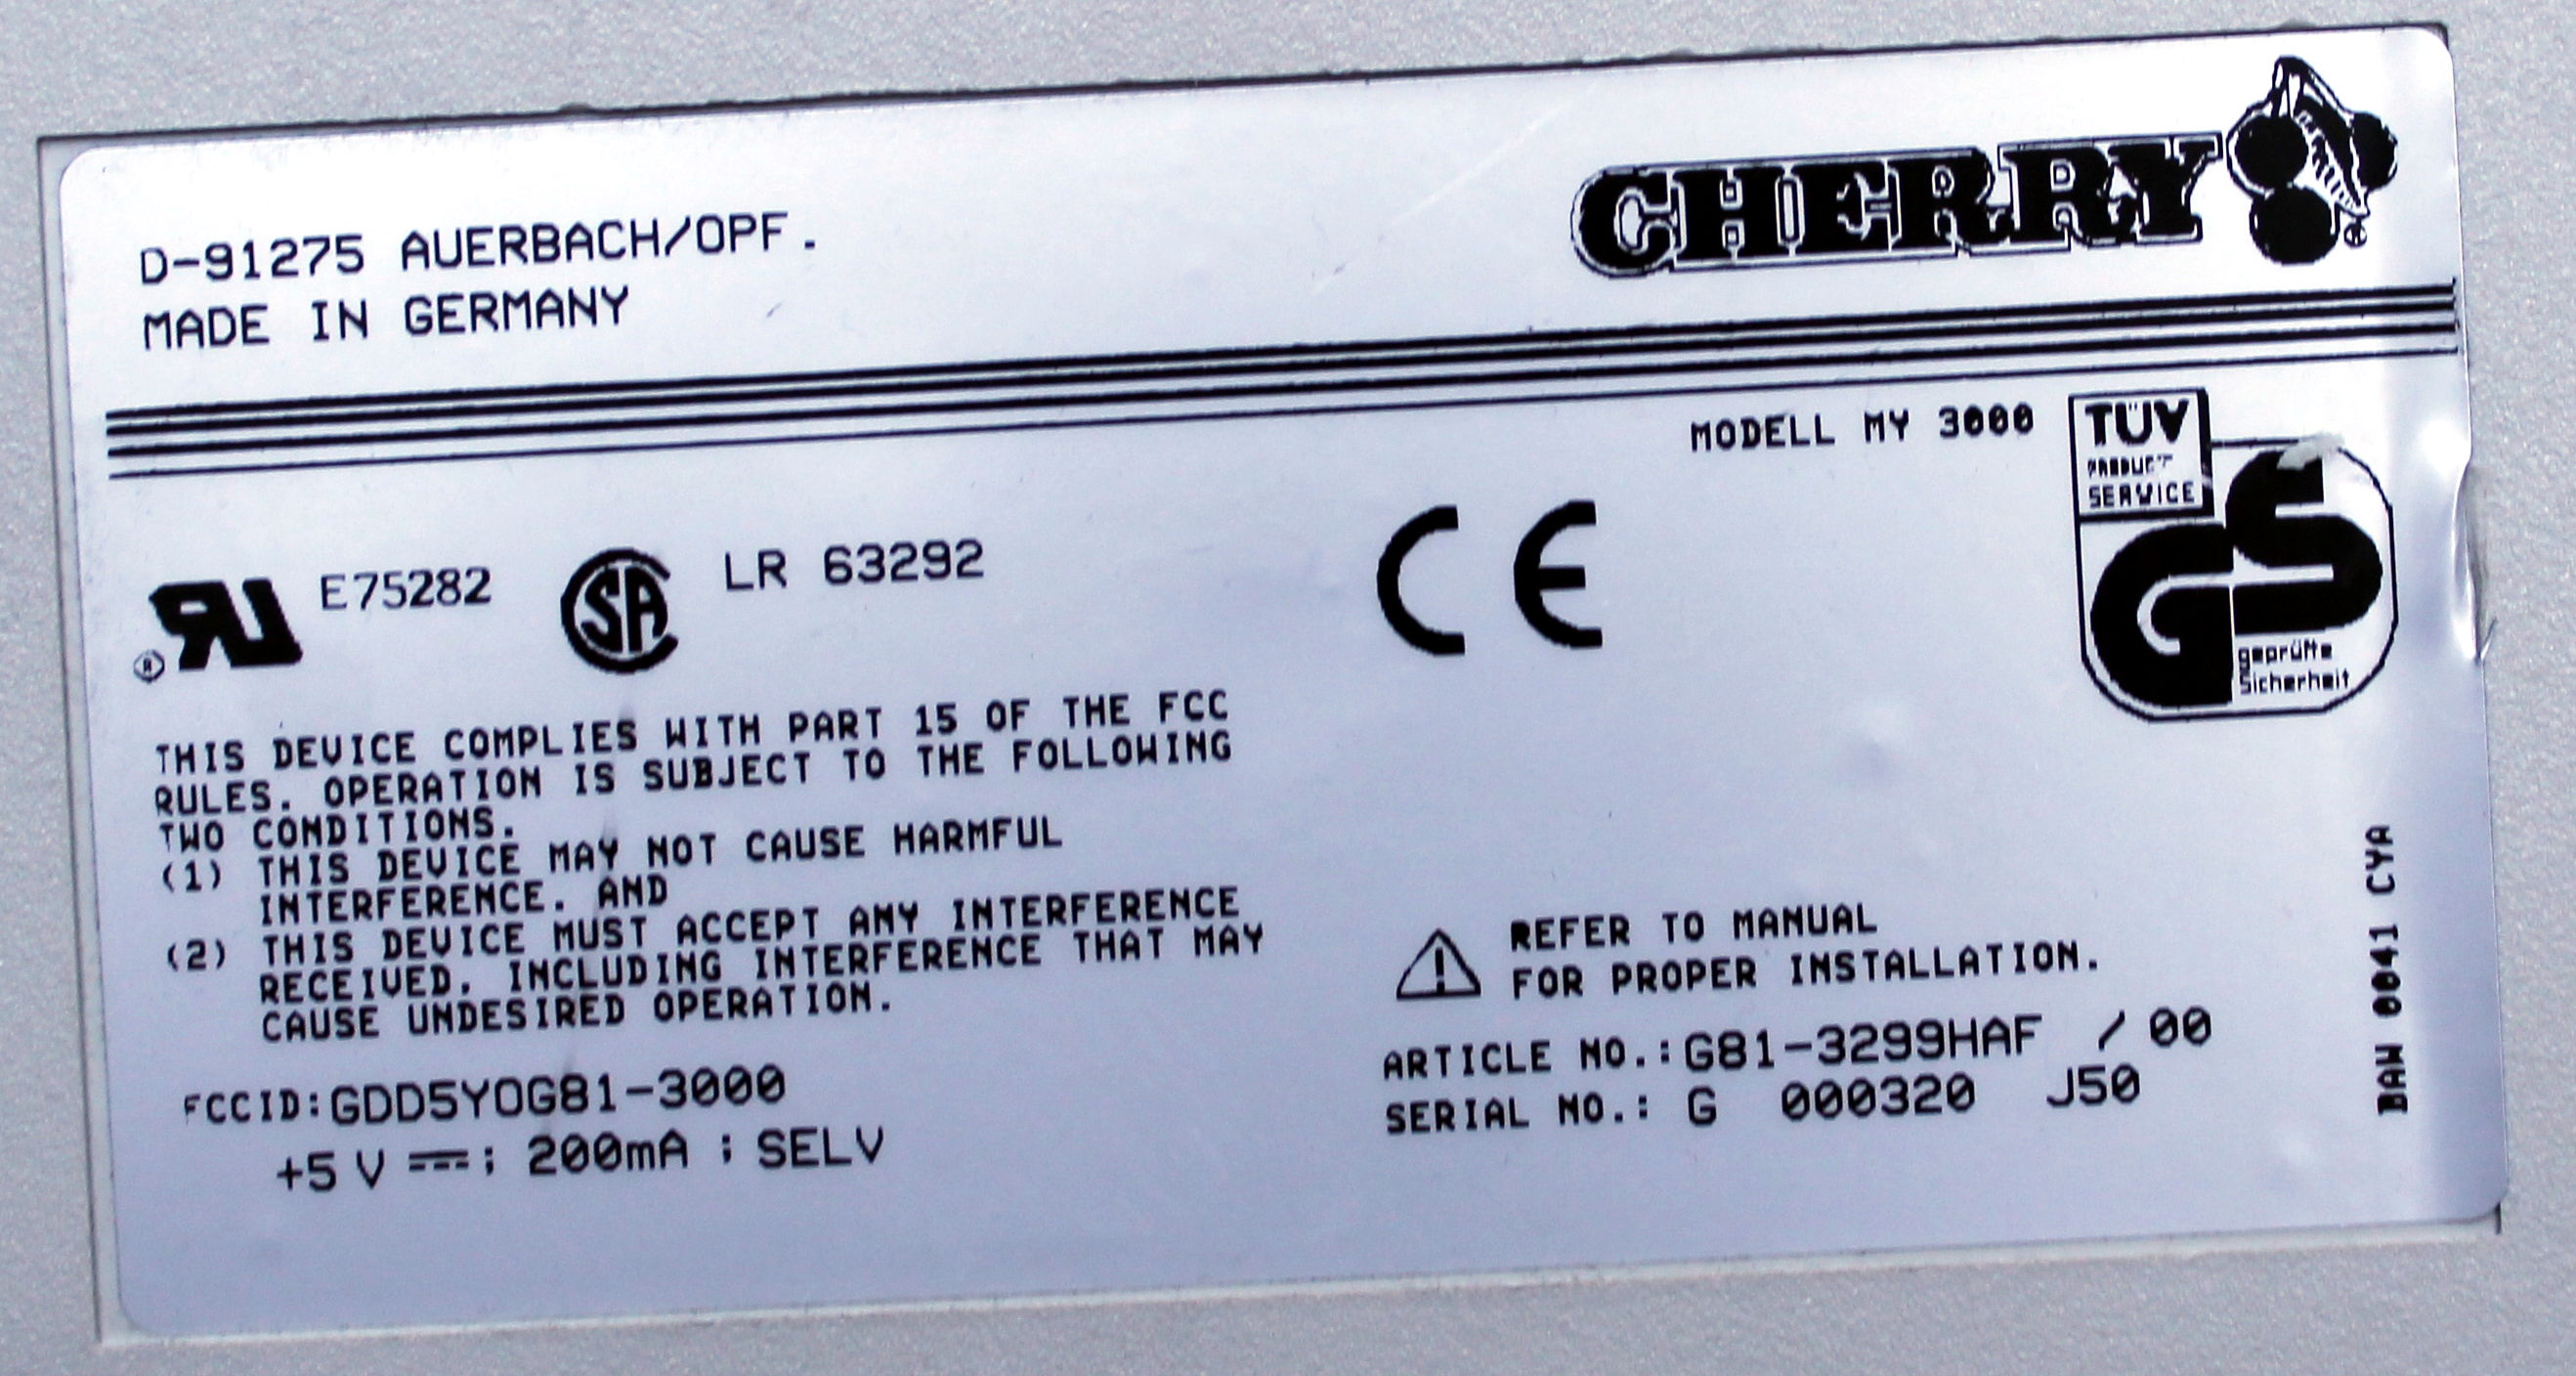 D-91275 AUERBACH/OPF.
MADE IN GERMANY
CHERRY
®
MODELL MY 3000
TÜV
PRODUCT
SERVICE
GS
geprüfte
Sicherheit
E75282
SA
LR 63292
CE
®
THIS DEVICE COMPLIES WITH PART 15 OF THE FCC
RULES. OPERATION IS SUBJECT TO THE FOLLOWING
TWO CONDITIONS.
(1) THIS DEVICE MAY NOT CAUSE HARMFUL
INTERFERENCE. AND
(2) THIS DEVICE MUST ACCEPT ANY INTERFERENCE
RECEIVED. INCLUDING INTERFERENCE THAT MAY
CAUSE UNDESIRED OPERATION.
FCCID:GDD5YOG81-3000
+5 V ⎓; 200mA ; SELV
REFER TO MANUAL
FOR PROPER INSTALLATION.
ARTICLE NO.:G81-3299HAF / 00
SERIAL NO.: G 000320 J50
BAW 0041 CYA